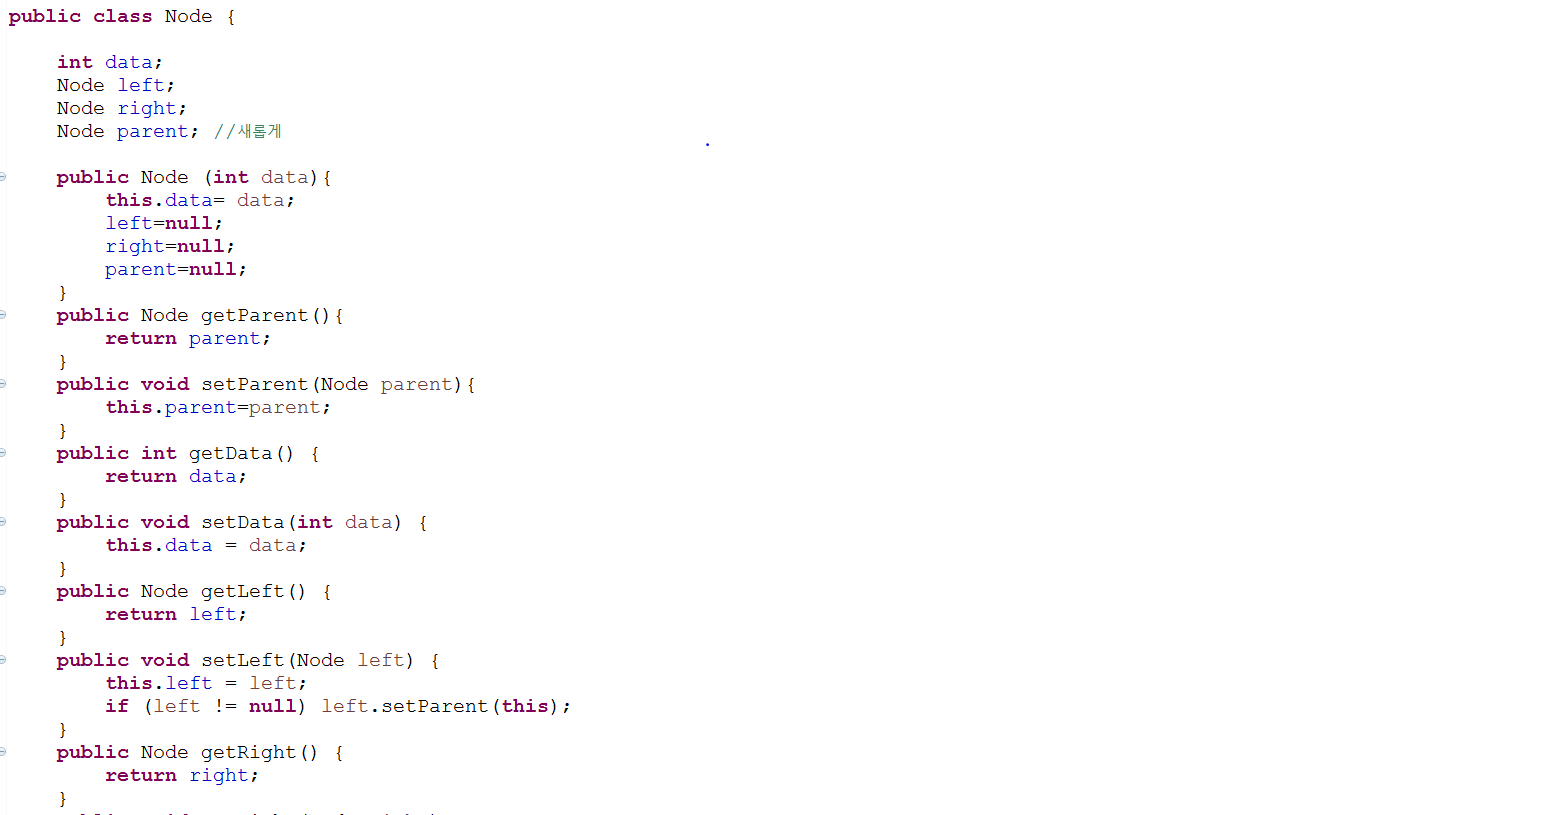 public class Node {
int data;
Node left;
Node right;
Node parent; //새롭게
public Node (int data){
this.data= data;
left=null;
right=null;
parent=null;
}
public Node getParent(){
return parent;
}
public void setParent(Node parent){
this.parent=parent;
}
public int getData() {
return data;
}
public void setData(int data) {
this.data = data;
}
public Node getLeft() {
return left;
}
public void setLeft(Node left) {
this.left = left;
if (left != null) left.setParent(this);
}
public Node getRight() {
return right;
}